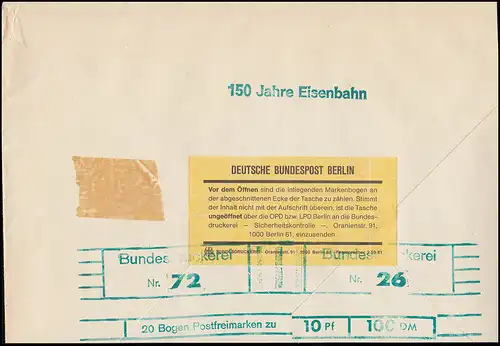 150 Jahre Eisenbahn
DEUTSCHE BUNDESPOST BERLIN
Vor dem Öffnen sind die inliegenden Markenbogen an
der abgeschnittenen Ecke der Tasche zu zählen. Stimmt
der Inhalt nicht mit der Aufschrift überein, ist die Tasche
ungeöffnet über die OPD bzw. LPD Berlin an die Bundes-
druckerei – Sicherheitskontrolle – Oranienstr. 91,
1000 Berlin 61, einzusenden
Nr. 72
Nr. 26
20 Bogen Postfreimarken zu 10 Pf 100 DM